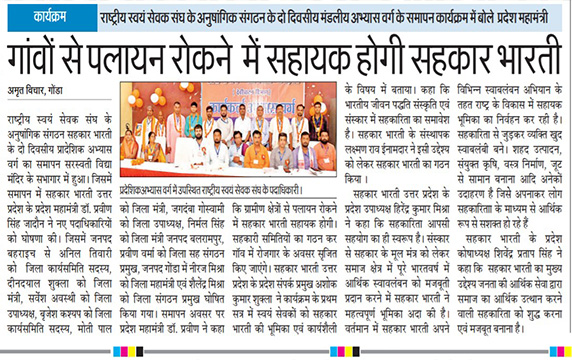 कार्यक्रम
राष्ट्रीय स्वयं सेवक संघ के अनुषांगिक संगठन के दो दिवसीय मंडलीय अभ्यास वर्ग के समापन कार्यक्रम में बोले प्रदेश महामंत्री
गांवों से पलायन रोकने में सहायक होगी सहकार भारती
अमृत विचार, गोंडा
राष्ट्रीय स्वयं सेवक संघ के
अनुषांगिक संगठन सहकार भारती
के दो दिवसीय प्रादेशिक अभ्यास
वर्ग का समापन सरस्वती विद्या
मंदिर के सभागार में हुआ। जिसमें
समापन में सहकार भारती उत्तर
प्रदेश के प्रदेश महामंत्री डॉ. प्रवीण
सिंह जादौन ने नए पदाधिकारियों
को घोषणा की। जिसमें जनपद
बहराइच से अनिल तिवारी
को जिला कार्यसमिति सदस्य,
दीनदयाल शुक्ला को जिला
मंत्री, सर्वेश अवस्थी को जिला
उपाध्यक्ष, बृजेश कश्यप को जिला
कार्यसमिति सदस्य, मोती पाल
प्रदेशिकअभ्यास वर्ग में उपस्थित राष्ट्रीय स्वयं सेवक संघ के पदाधिकारी।
को जिला मंत्री, जगदंबा गोस्वामी
को जिला उपाध्यक्ष, निर्मल सिंह
को जिला मंत्री जनपद बलरामपुर,
प्रवीण वर्मा को जिला सह संगठन
प्रमुख, जनपद गोंडा में नीरज मिश्रा
को जिला महामंत्री एवं शैलेन्द्र मिश्रा
को जिला संगठन प्रमुख घोषित
किया गया। समापन अवसर पर
प्रदेश महामंत्री डॉ. प्रवीण ने कहा
कि ग्रामीण क्षेत्रों से पलायन रोकने
में सहकार भारती सहायक होगी।
सहकारी समितियों का गठन कर
गांव में रोजगार के अवसर सृजित
किए जाएंगे। सहकार भारती उत्तर
प्रदेश के प्रदेश संपर्क प्रमुख अशोक
कुमार शुक्ला ने कार्यक्रम के प्रथम
सत्र में स्वयं सेवकों को सहकार
भारती की भूमिका एवं कार्यशैली
के विषय में बताया। कहा कि
भारतीय जीवन पद्धति संस्कृति एवं
संस्कार में सहकारिता का समावेश
है। सहकार भारती के संस्थापक
लक्ष्मण राव ईनामदार ने इसी उद्देश्य
को लेकर सहकार भारती का गठन
किया ।
सहकार भारती उत्तर प्रदेश के
प्रदेश उपाध्यक्ष हिरेंद्र कुमार मिश्रा
ने कहा कि सहकारिता आपसी
सहयोग का ही स्वरूप है। संस्कार
से सहकार के मूल मंत्र को लेकर
समाज क्षेत्र में पूरे भारतवर्ष में
आर्थिक स्वावलंबन को मजबूती
प्रदान करने में सहकार भारती ने
महत्वपूर्ण भूमिका अदा की है।
वर्तमान में सहकार भारती अपने
विभिन्न स्वाबलंबन अभियान के
तहत राष्ट्र के विकास में सहायक
भूमिका का निर्वहन कर रही है।
सहकारिता से जुड़कर व्यक्ति खुद
स्वावलंबी बने। शहद उत्पादन,
संयुक्त कृषि, वस्त्र निर्माण, जूट
से सामान बनाना आदि अनेकों
उदाहरण है जिसे अपनाकर लोग
सहकारिता के माध्यम से आर्थिक
रूप से सशक्त हो रहे है
सहकार भारती के प्रदेश
कोषाध्यक्ष शिवेंद्र प्रताप सिंह ने
कहा कि सहकार भारती का मुख्य
उद्देश्य जनता की आर्थिक सेवा द्वारा
समाज का आर्थिक उत्थान करने
वाली सहकारिता को शुद्ध करना
एवं मजबूत बनाना है।